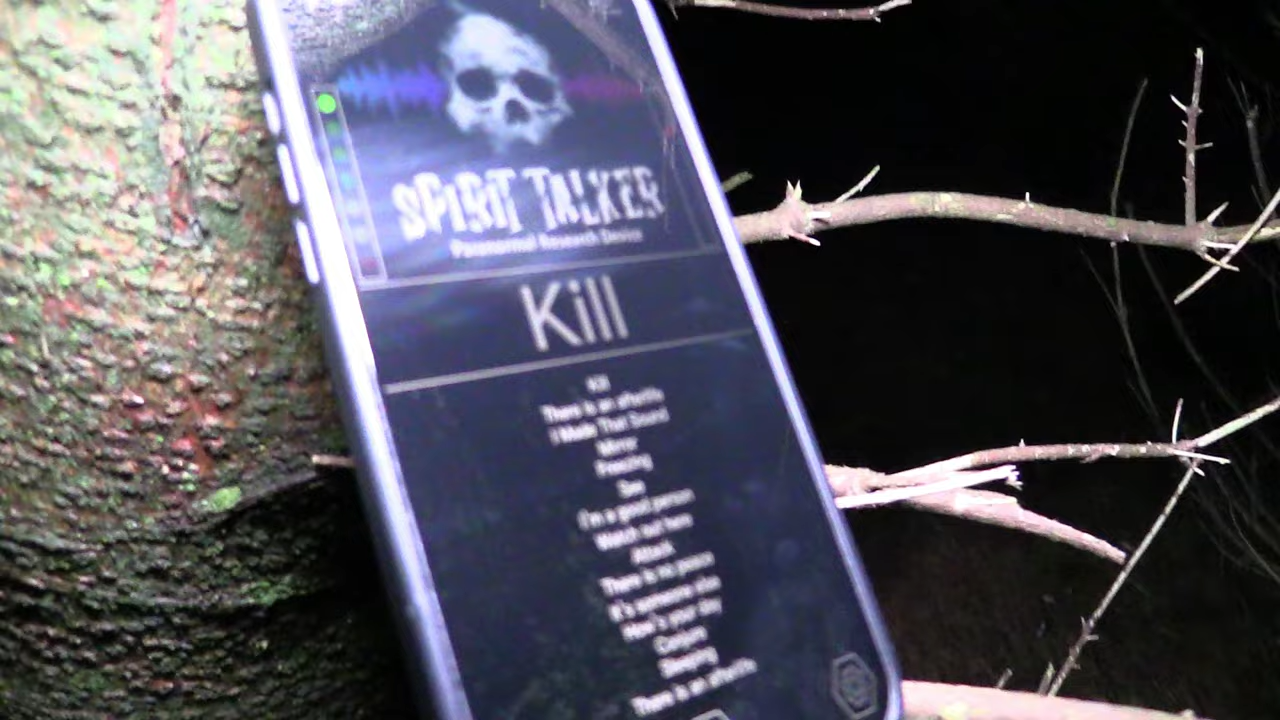 SPIRIT TALKER
Paranormal Research Device
Kill
Kill
There is an afterlife
I Made That Sound
Mirror
Freezing
See
I'm a good person
Watch out here
Attack
There is no peace
It's someone else
How's your day
Sleeping
There is an afterlife